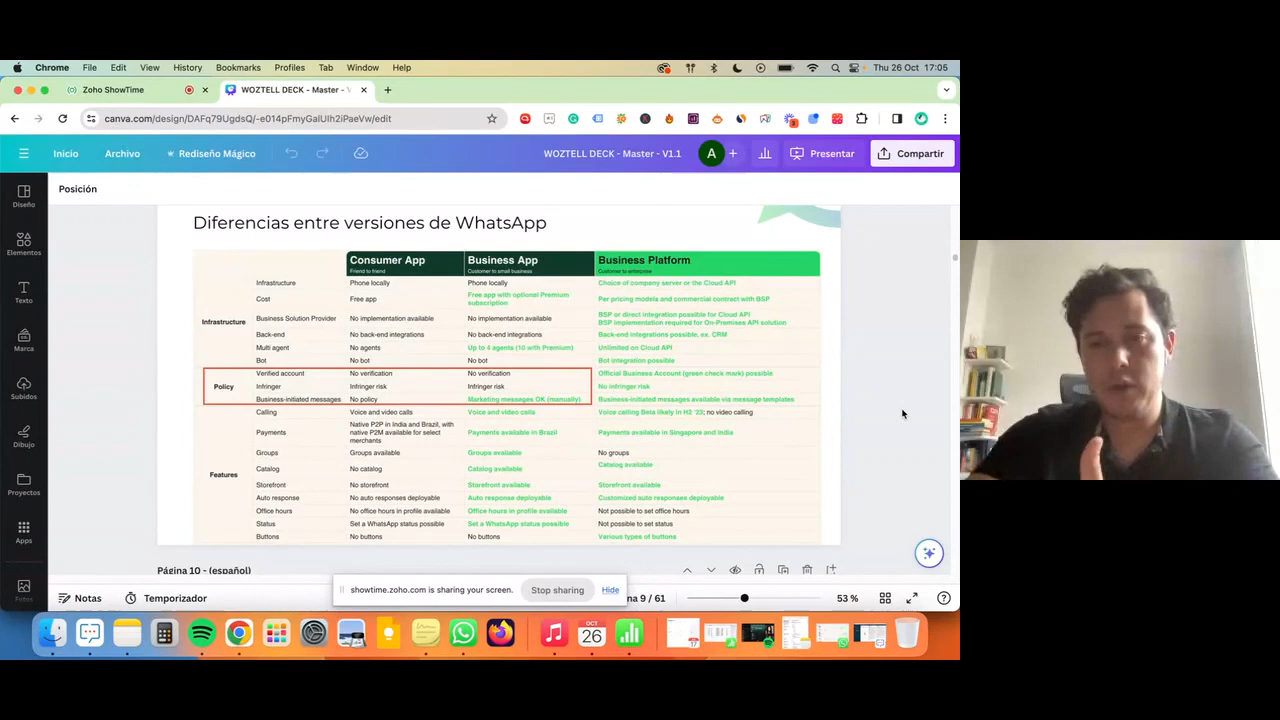 Chrome File Edit View History Bookmarks Profiles Tab Window Help Thu 26 Oct 17:05
Zoho ShowTime
WOZTELL DECK - Master - V
canva.com/design/DAFq79UgdsQ/-e014pFmyGalUIh2iPaeVw/edit
Inicio Archivo Rediseño Mágico WOZTELL DECK - Master - V1.1 A Presentar Compartir
Posición
Diseño
Elementos
Texto
Marca
Subidos
Dibujo
Proyectos
Apps
Fotos
Diferencias entre versiones de WhatsApp
Consumer App Business App Business Platform
Friend to friend Customer to small business Customer to enterprise
Infrastructure
Infrastructure Phone locally Phone locally Choice of company server or the Cloud API
Cost Free app Free app with optional Premium subscription Per pricing models and commercial contract with BSP
Business Solution Provider No implementation available No implementation available BSP or direct integration possible for Cloud API
BSP implementation required for On-Premises API solution
Back-end No back-end integrations No back-end integrations Back-end integrations possible, ex. CRM
Multi agent No agents Up to 4 agents (10 with Premium) Unlimited on Cloud API
Bot No bot No bot Bot integration possible
Policy
Verified account No verification No verification Official Business Account (green check mark) possible
Infringer Infringer risk Infringer risk No infringer risk
Business-initiated messages No policy Marketing messages OK (manually) Business-initiated messages available via message templates
Features
Calling Voice and video calls Voice and video calls Voice calling Beta likely in H2 '23; no video calling
Payments Native P2P in India and Brazil, with native P2M available for select merchants Payments available in Brazil Payments available in Singapore and India
Groups Groups available Groups available No groups
Catalog No catalog Catalog available Catalog available
Storefront No storefront Storefront available Storefront available
Auto response No auto responses deployable Auto response deployable Customized auto responses deployable
Office hours No office hours in profile available Office hours in profile available Not possible to set office hours
Status Set a WhatsApp status possible Set a WhatsApp status possible Not possible to set status
Buttons No buttons No buttons Various types of buttons
Página 10 - (español)
showtime.zoho.com is sharing your screen. Stop sharing Hide
Notas Temporizador na 9 / 61 53 %
OCT
26
17